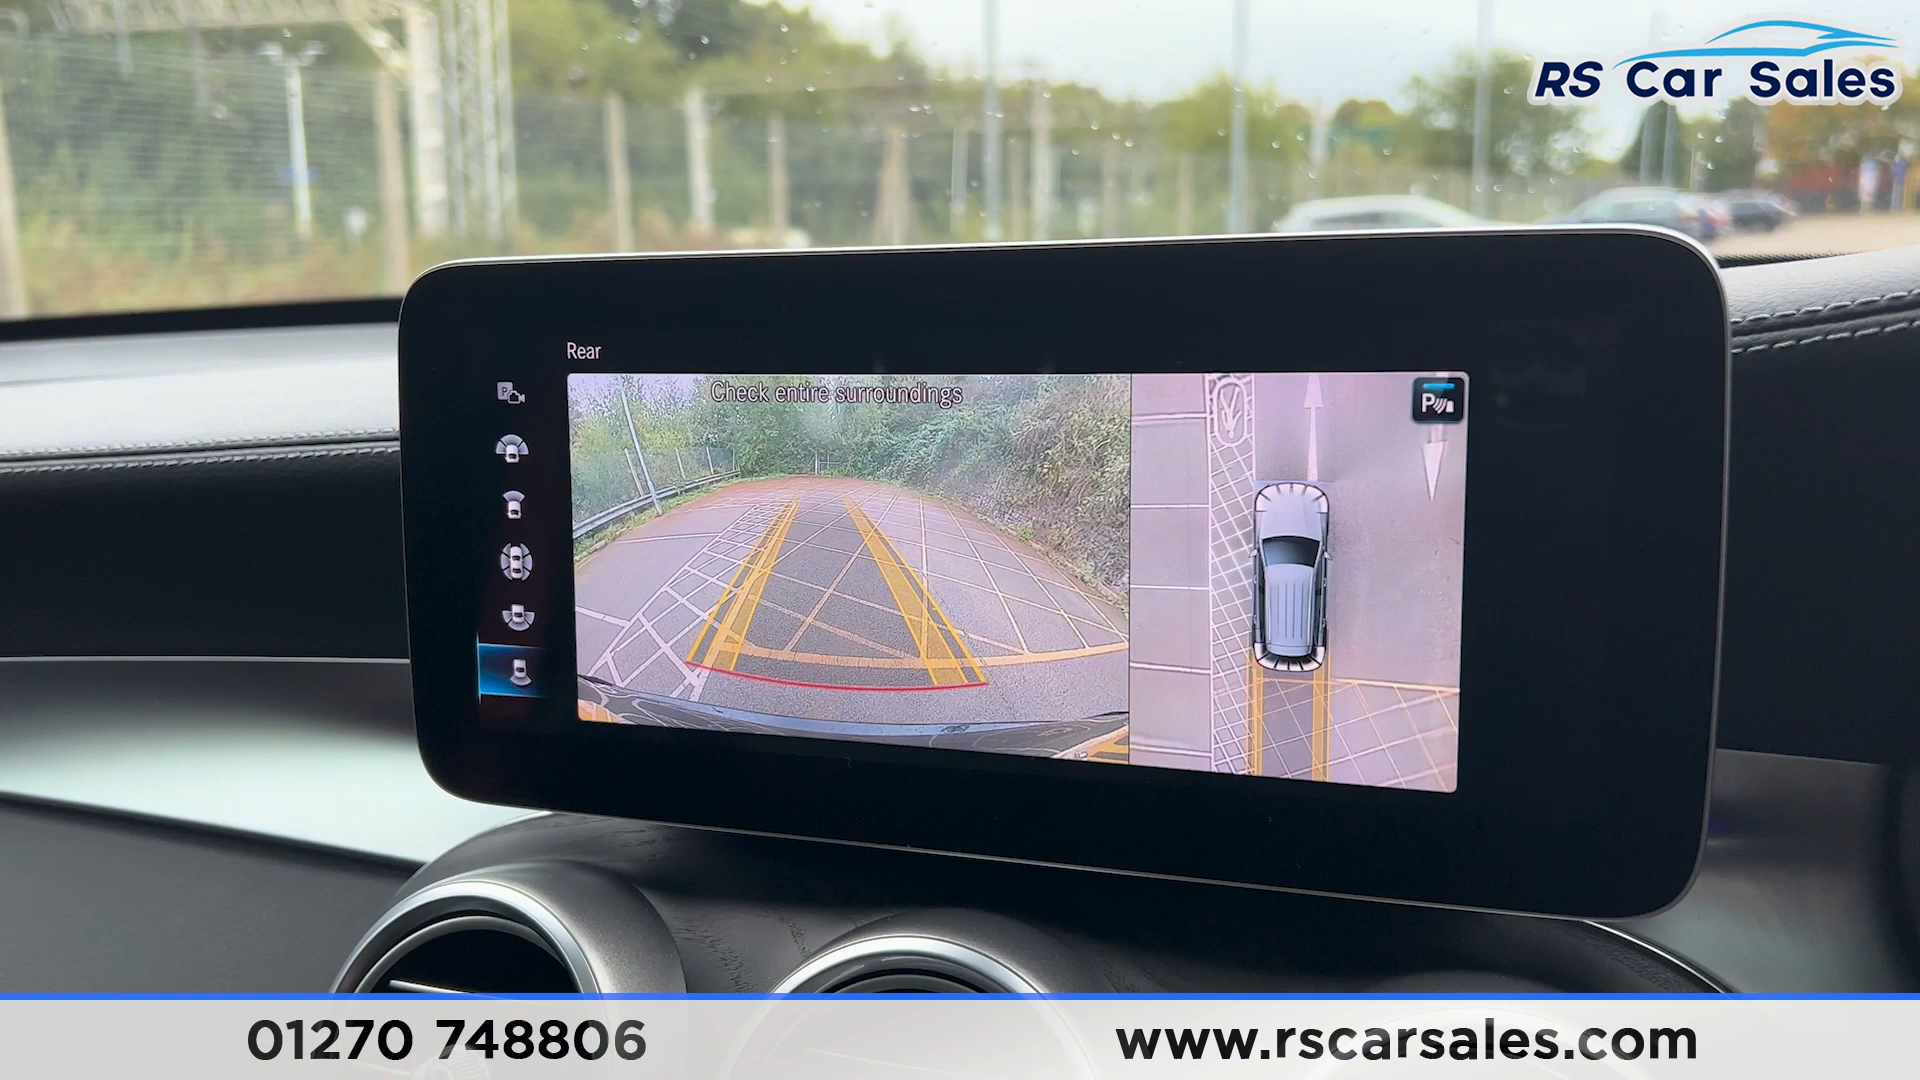 RS Car Sales
Rear
Check entire surroundings
P
P
01270 748806
www.rscarsales.com